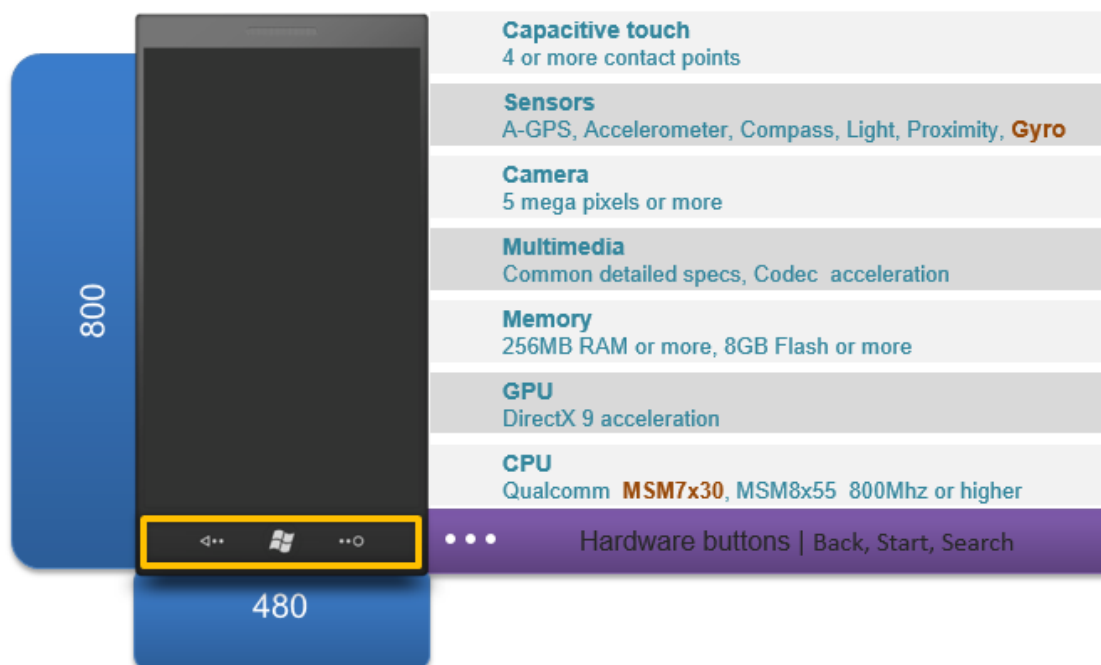 Capacitive touch
4 or more contact points
Sensors
A-GPS, Accelerometer, Compass, Light, Proximity, Gyro
Camera
5 mega pixels or more
Multimedia
Common detailed specs, Codec acceleration
800
Memory
256MB RAM or more, 8GB Flash or more
GPU
DirectX 9 acceleration
CPU
Qualcomm MSM7x30, MSM8x55 800Mhz or higher
Hardware buttons | Back, Start, Search
480